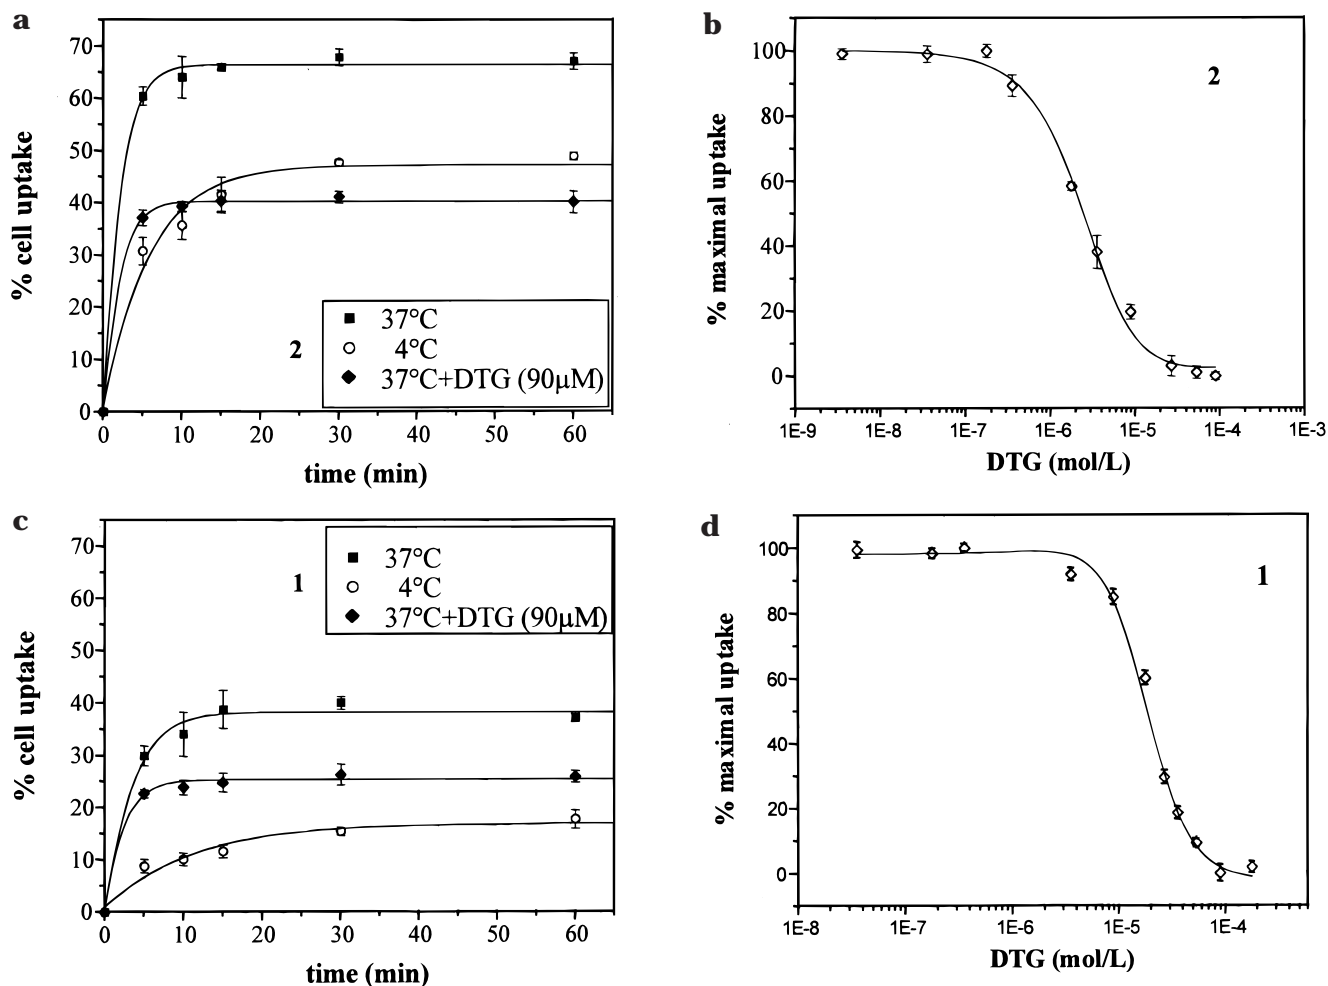 a
70
60
50
40
30
20
10
0
% cell uptake
2
37°C
4°C
37°C+DTG (90μM)
0 10 20 30 40 50 60
time (min)
b
100
80
60
40
20
0
% maximal uptake
2
1E-9 1E-8 1E-7 1E-6 1E-5 1E-4 1E-3
DTG (mol/L)
c
70
60
50
40
30
20
10
0
% cell uptake
1
37°C
4°C
37°C+DTG (90μM)
0 10 20 30 40 50 60
time (min)
d
100
80
60
40
20
0
% maximal uptake
1
1E-8 1E-7 1E-6 1E-5 1E-4
DTG (mol/L)